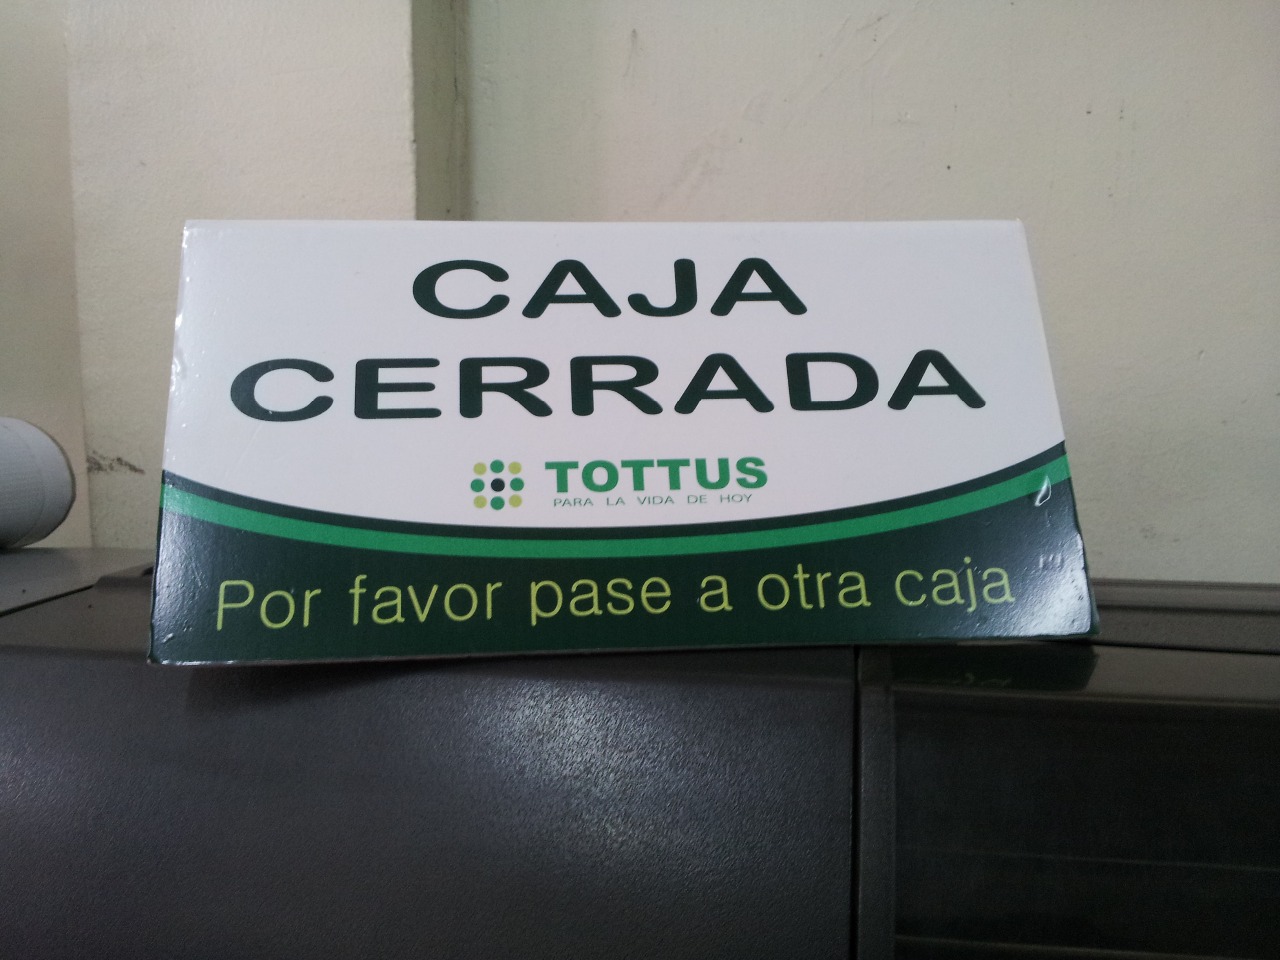 CAJA
CERRADA
TOTTUS
PARA LA VIDA DE HOY
Por favor pase a otra caja